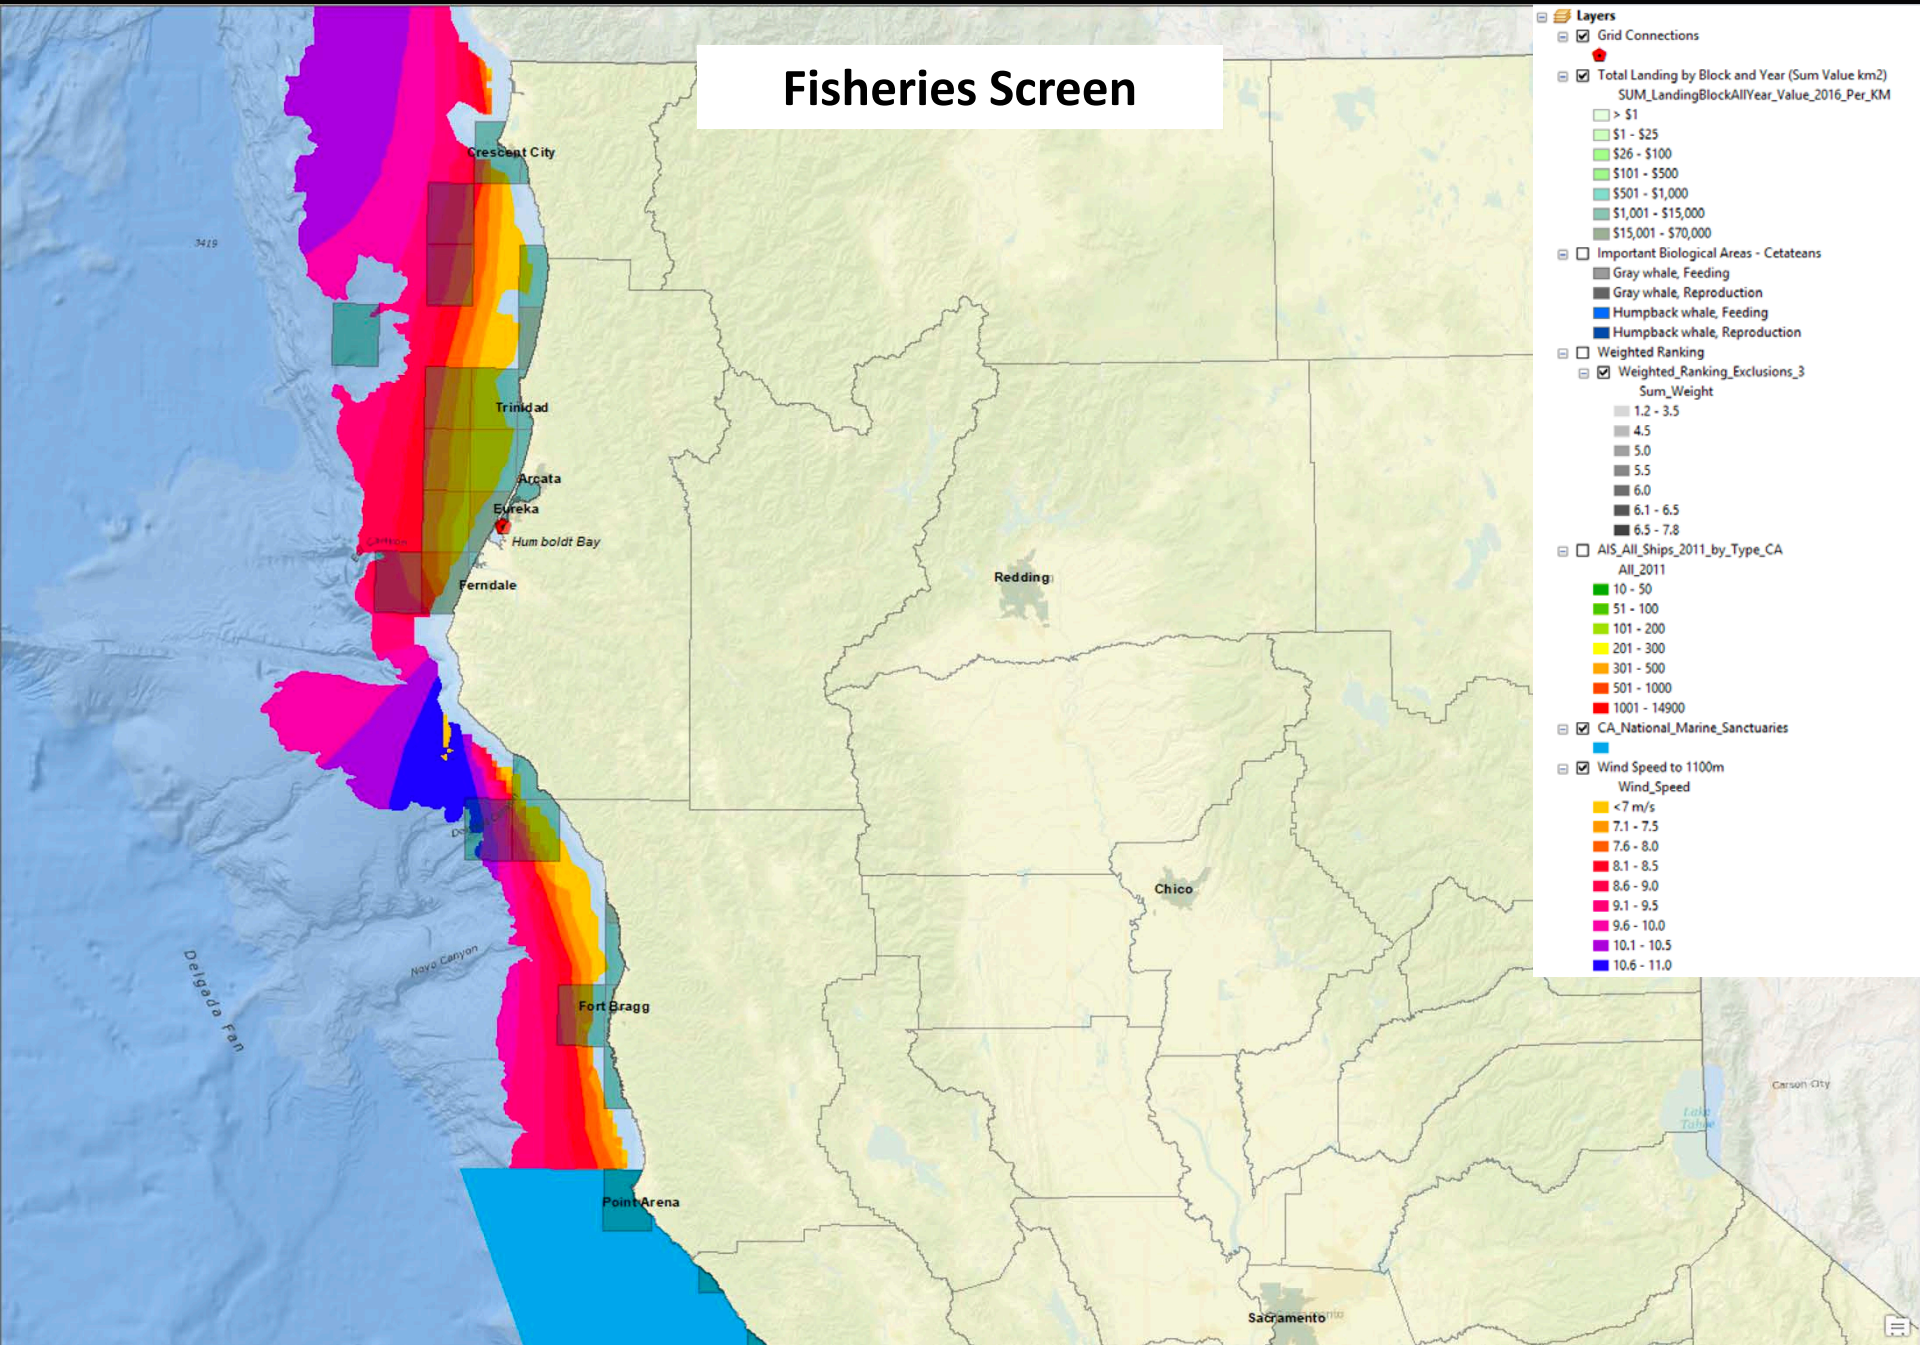 Fisheries Screen
Crescent City
3419
Trinidad
Arcata
Eureka
Humboldt Bay
Ferndale
Redding
Chico
Noyo Canyon
Delgada Fan
Fort Bragg
Point Arena
Carson City
Lake
Tahoe
Sacramento
Layers
Grid Connections
Total Landing by Block and Year (Sum Value km2)
SUM_LandingBlockAllYear_Value_2016_Per_KM
> $1
$1 - $25
$26 - $100
$101 - $500
$501 - $1,000
$1,001 - $15,000
$15,001 - $70,000
Important Biological Areas - Cetateans
Gray whale, Feeding
Gray whale, Reproduction
Humpback whale, Feeding
Humpback whale, Reproduction
Weighted Ranking
Weighted_Ranking_Exclusions_3
Sum_Weight
1.2 - 3.5
4.5
5.0
5.5
6.0
6.1 - 6.5
6.5 - 7.8
AIS_All_Ships_2011_by_Type_CA
All_2011
10 - 50
51 - 100
101 - 200
201 - 300
301 - 500
501 - 1000
1001 - 14900
CA_National_Marine_Sanctuaries
Wind Speed to 1100m
Wind_Speed
<7 m/s
7.1 - 7.5
7.6 - 8.0
8.1 - 8.5
8.6 - 9.0
9.1 - 9.5
9.6 - 10.0
10.1 - 10.5
10.6 - 11.0